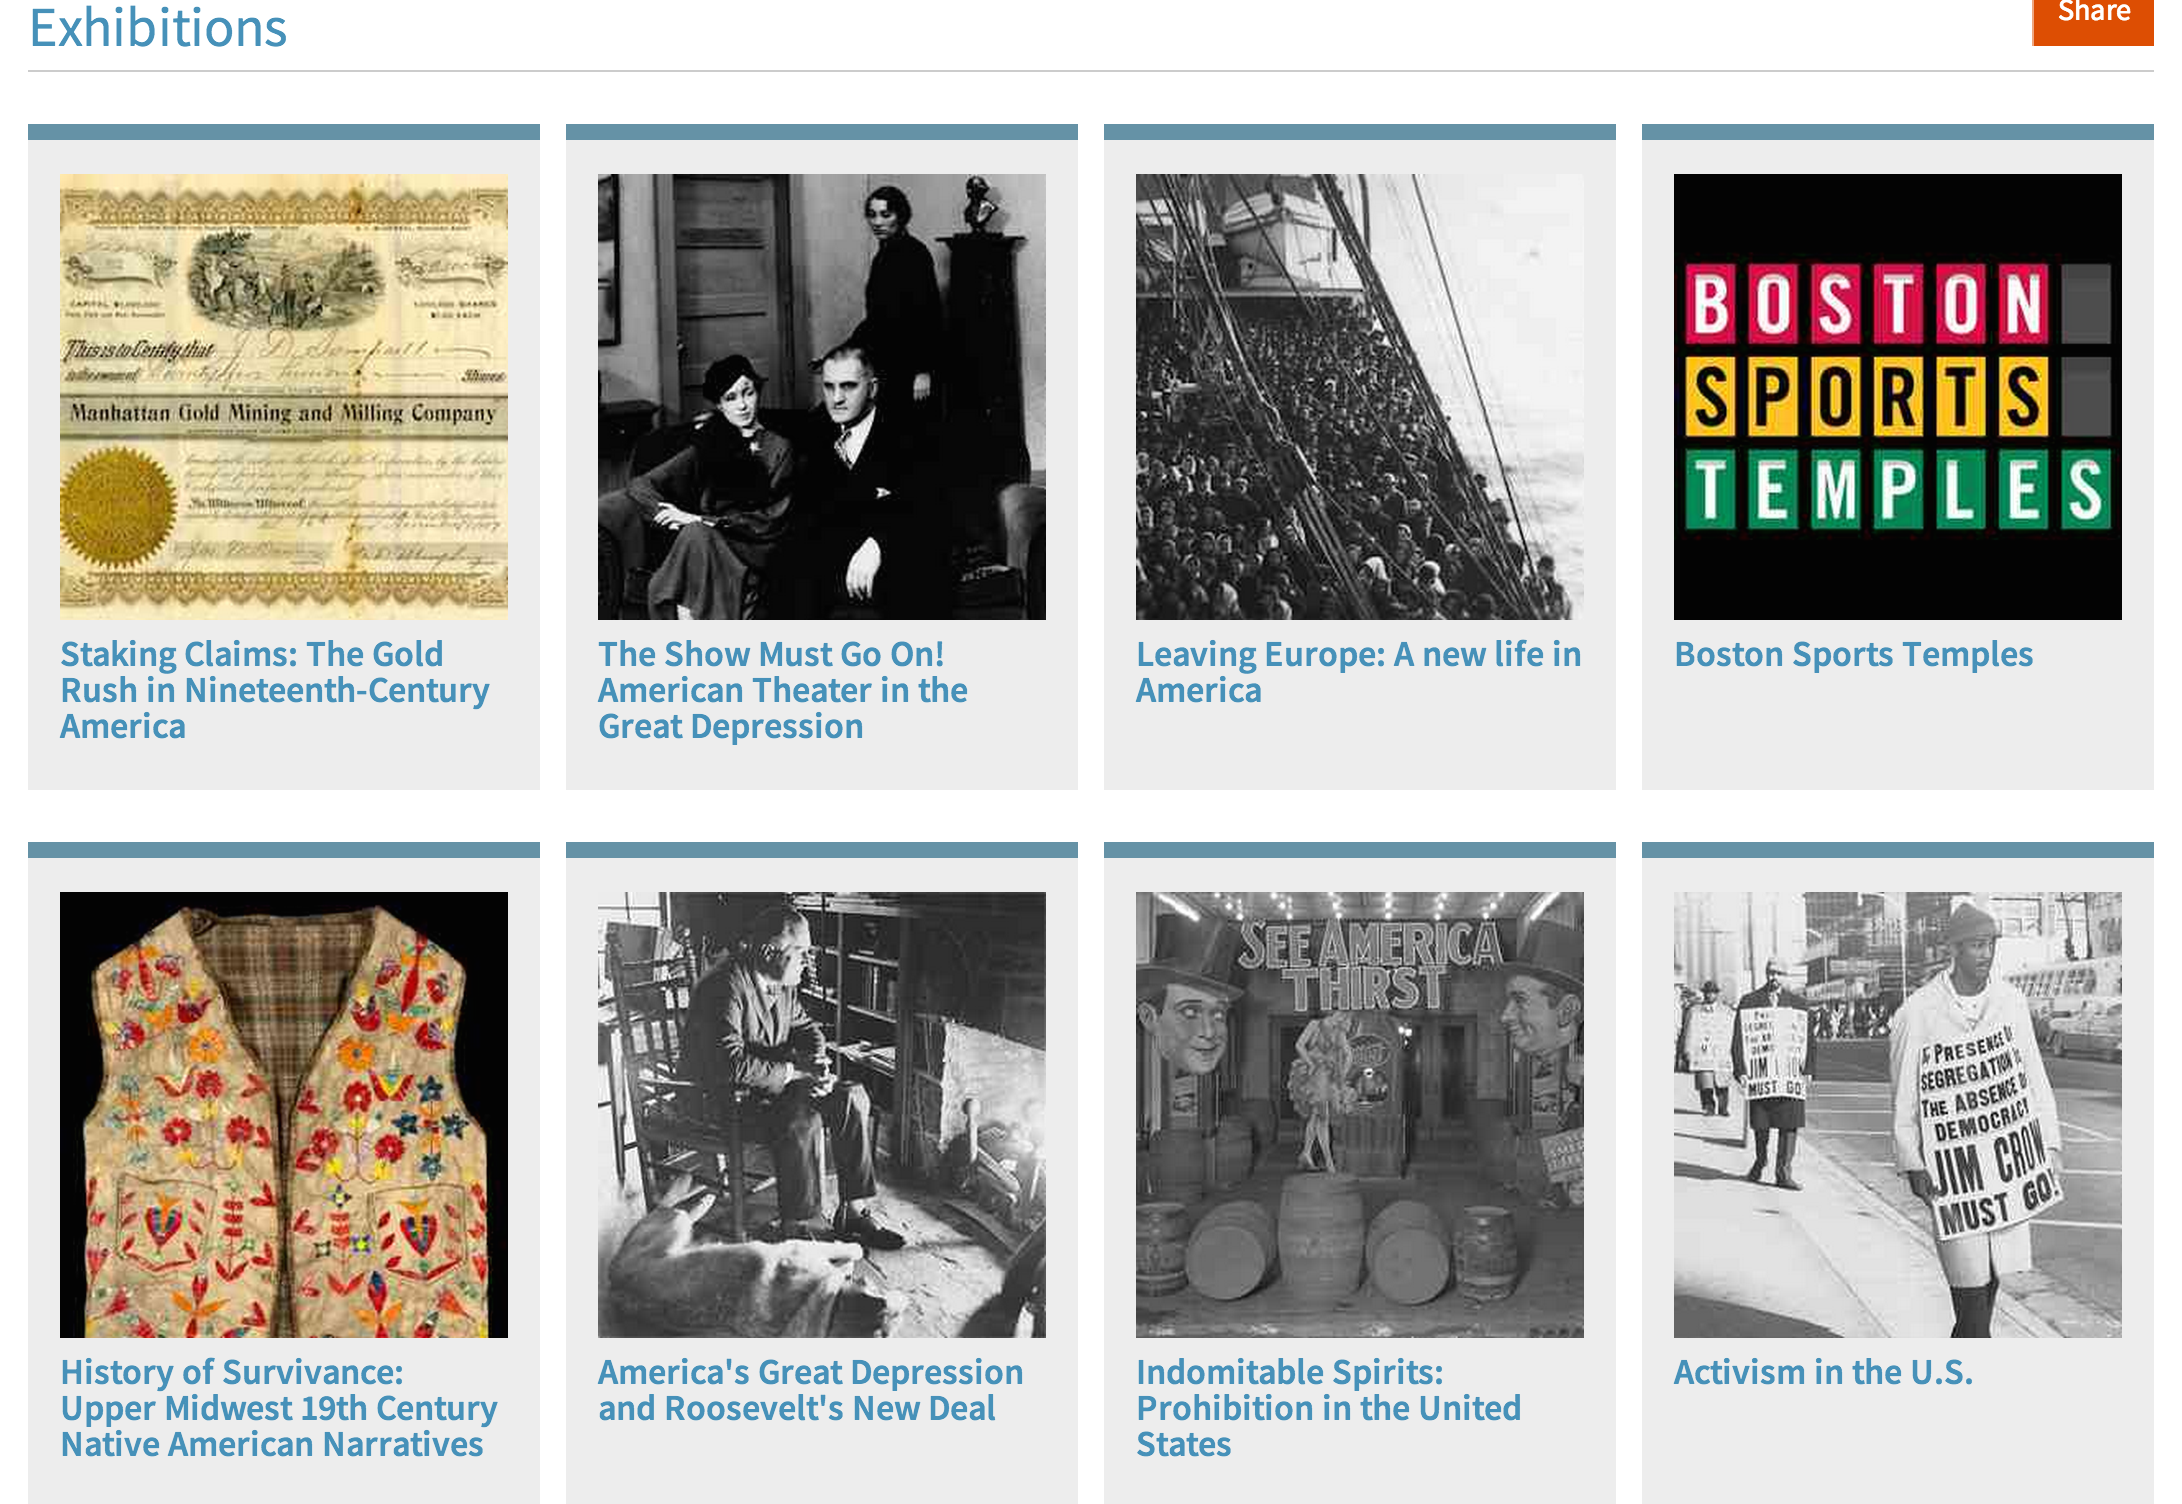 Exhibitions
Share
This is to Certify that
Shares
Manhattan Gold Mining and Milling Company
In Witness Whereof
BOSTON
SPORTS
TEMPLES
Staking Claims: The Gold
Rush in Nineteenth-Century
America
The Show Must Go On!
American Theater in the
Great Depression
Leaving Europe: A new life in
America
Boston Sports Temples
SEE AMERICA
THIRST
JIM
MUST GO
PRESENCE
SEGREGATION
THE ABSENCE
DEMOCRACY
JIM CROW
MUST GO!
History of Survivance:
Upper Midwest 19th Century
Native American Narratives
America's Great Depression
and Roosevelt's New Deal
Indomitable Spirits:
Prohibition in the United
States
Activism in the U.S.